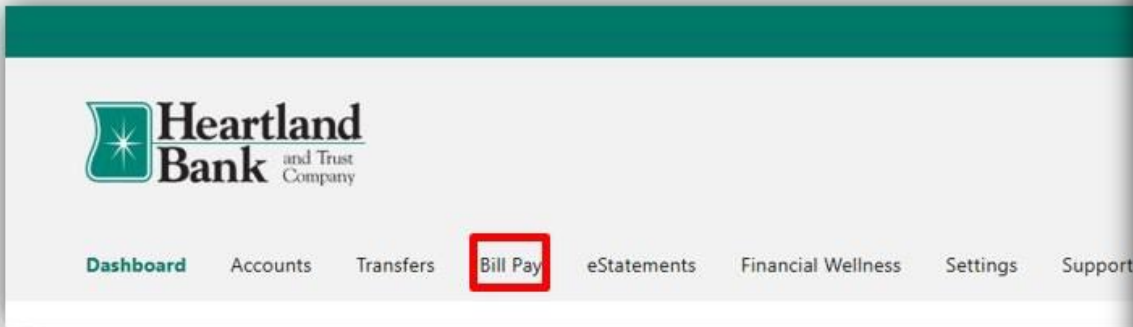 Heartland
Bank and Trust Company
Dashboard Accounts Transfers Bill Pay eStatements Financial Wellness Settings Support